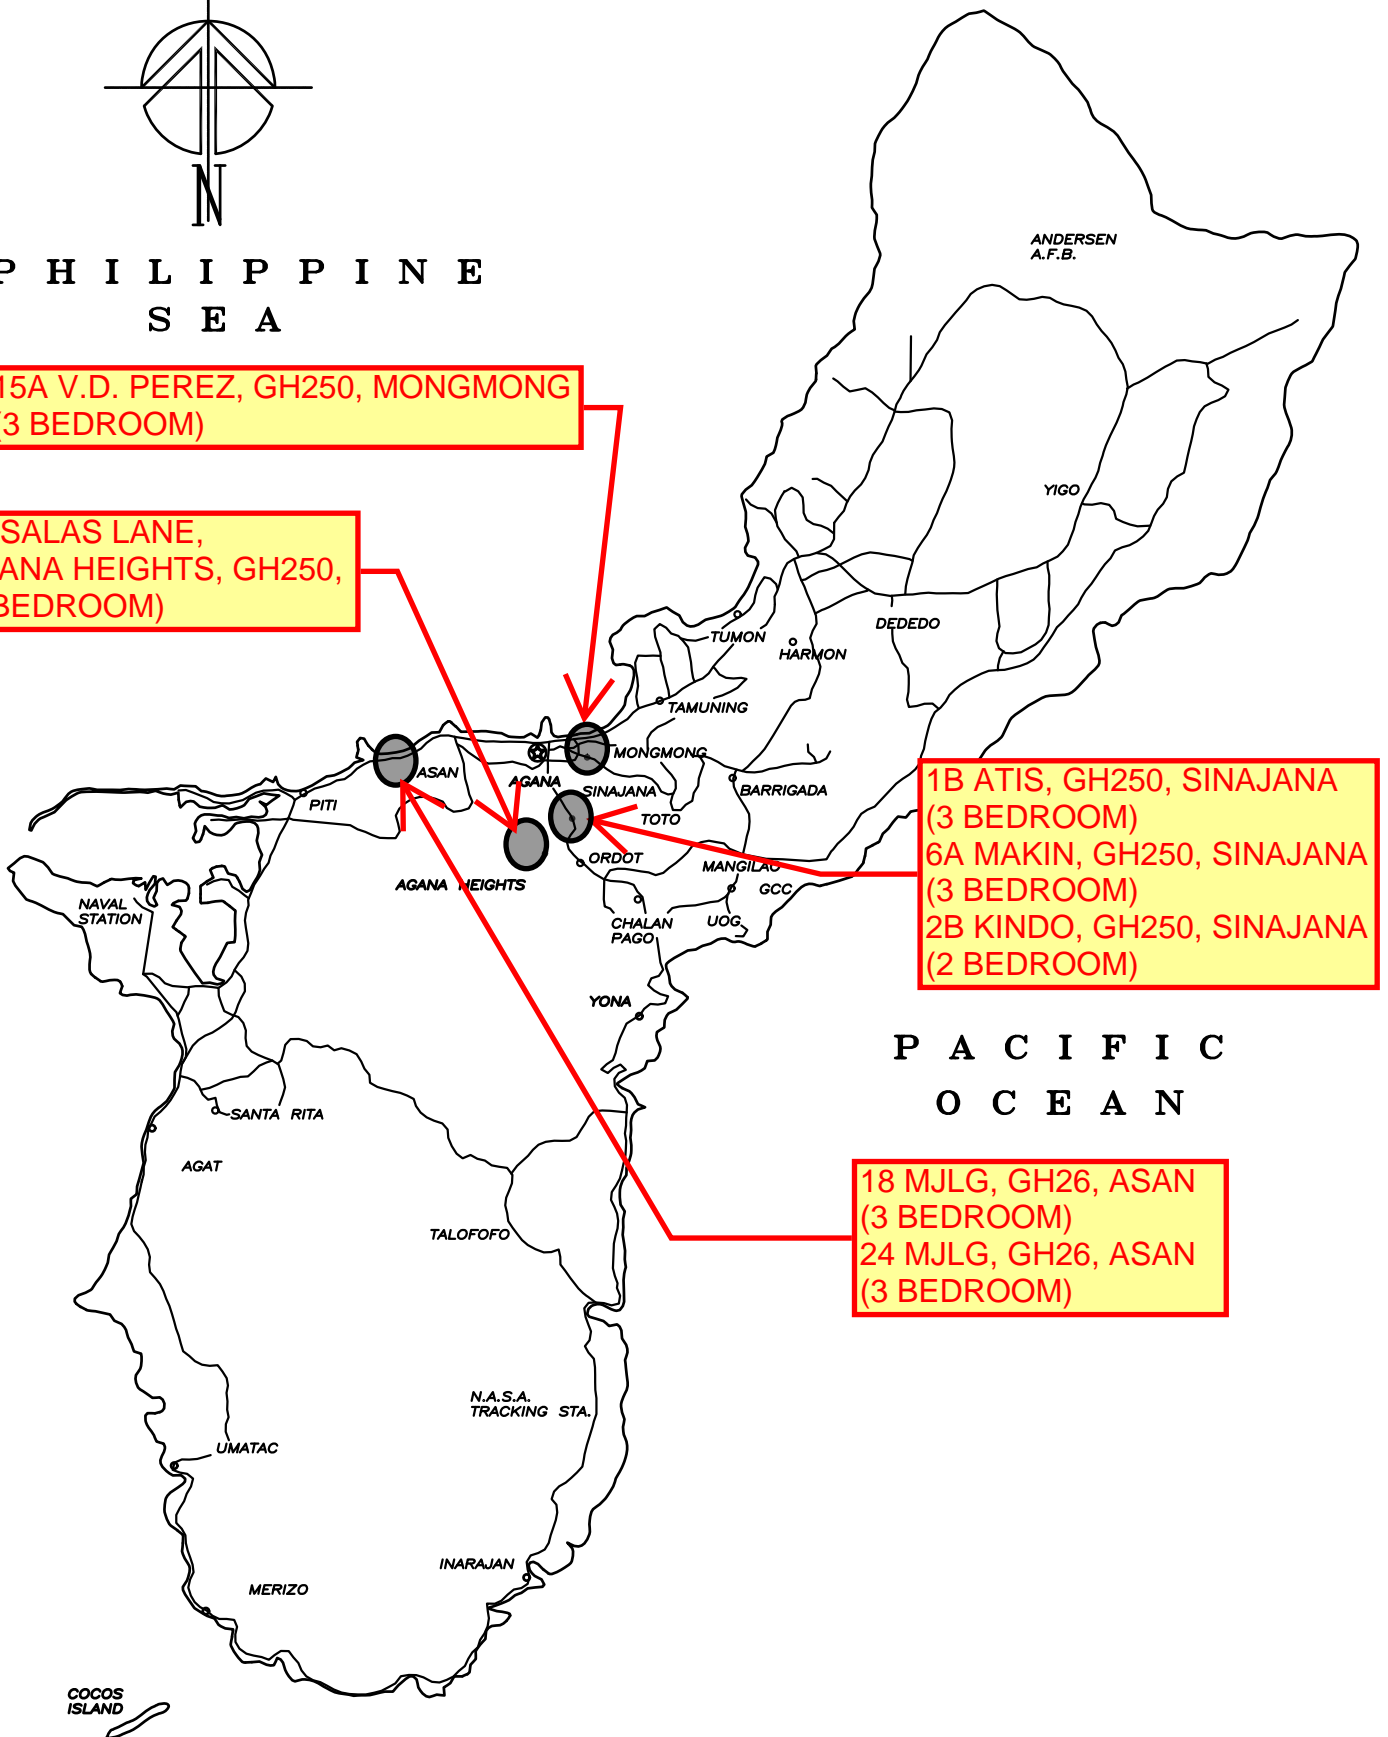 N
PHILIPPINE
SEA
15A V.D. PEREZ, GH250, MONGMONG
(3 BEDROOM)
SALAS LANE,
ANA HEIGHTS, GH250,
BEDROOM)
ANDERSEN
A.F.B.
YIGO
DEDEDO
TUMON
HARMON
TAMUNING
MONGMONG
ASAN
AGANA
SINAJANA
BARRIGADA
PITI
TOTO
ORDOT
MANGILAO
GCC
AGANA HEIGHTS
NAVAL
STATION
CHALAN
PAGO
UOG
YONA
1B ATIS, GH250, SINAJANA
(3 BEDROOM)
6A MAKIN, GH250, SINAJANA
(3 BEDROOM)
2B KINDO, GH250, SINAJANA
(2 BEDROOM)
PACIFIC
OCEAN
SANTA RITA
AGAT
TALOFOFO
18 MJLG, GH26, ASAN
(3 BEDROOM)
24 MJLG, GH26, ASAN
(3 BEDROOM)
N.A.S.A.
TRACKING STA.
UMATAC
INARAJAN
MERIZO
COCOS
ISLAND